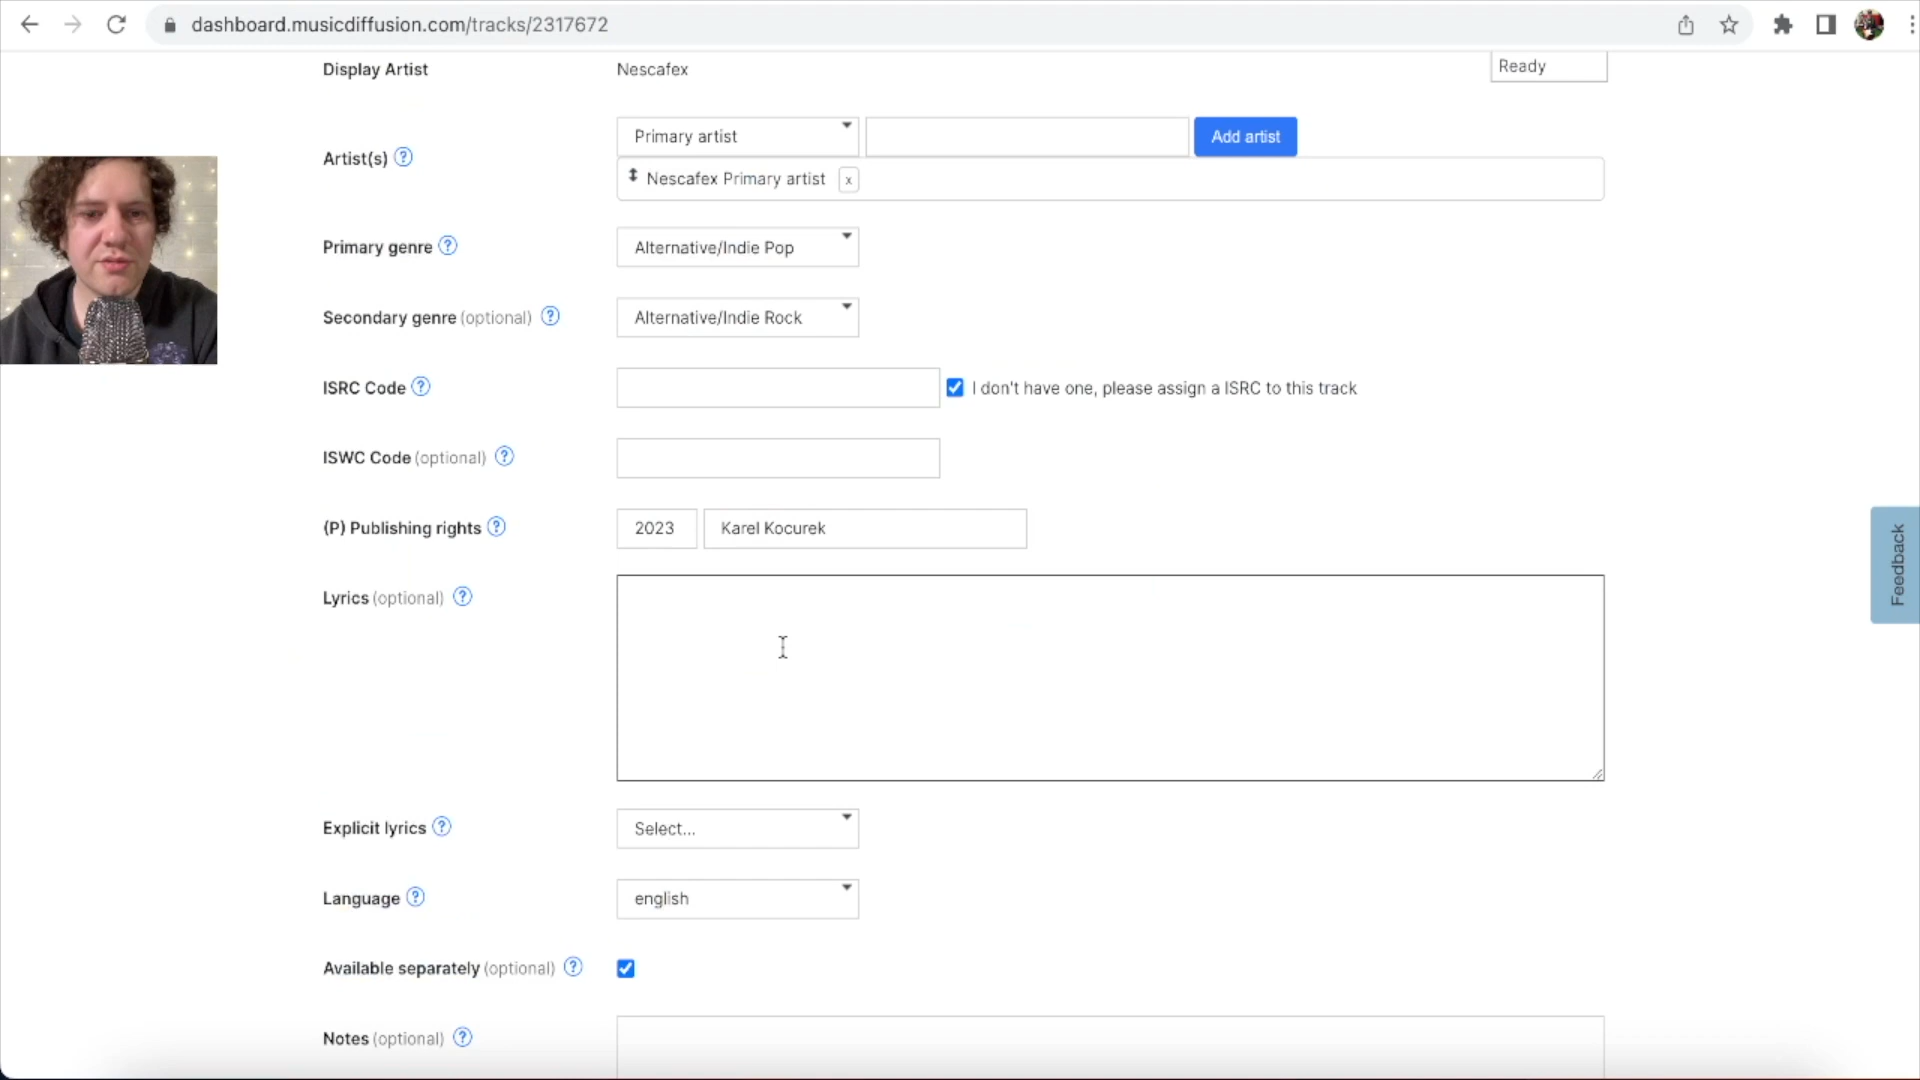 dashboard.musicdiffusion.com/tracks/2317672
Display Artist Nescafex Ready
Artist(s) ? Primary artist Add artist
Nescafex Primary artist x
Primary genre ? Alternative/Indie Pop
Secondary genre (optional) ? Alternative/Indie Rock
ISRC Code ? I don't have one, please assign a ISRC to this track
ISWC Code (optional) ?
(P) Publishing rights ? 2023 Karel Kocurek
Feedback
Lyrics (optional) ?
Explicit lyrics ? Select...
Language ? english
Available separately (optional) ?
Notes (optional) ?